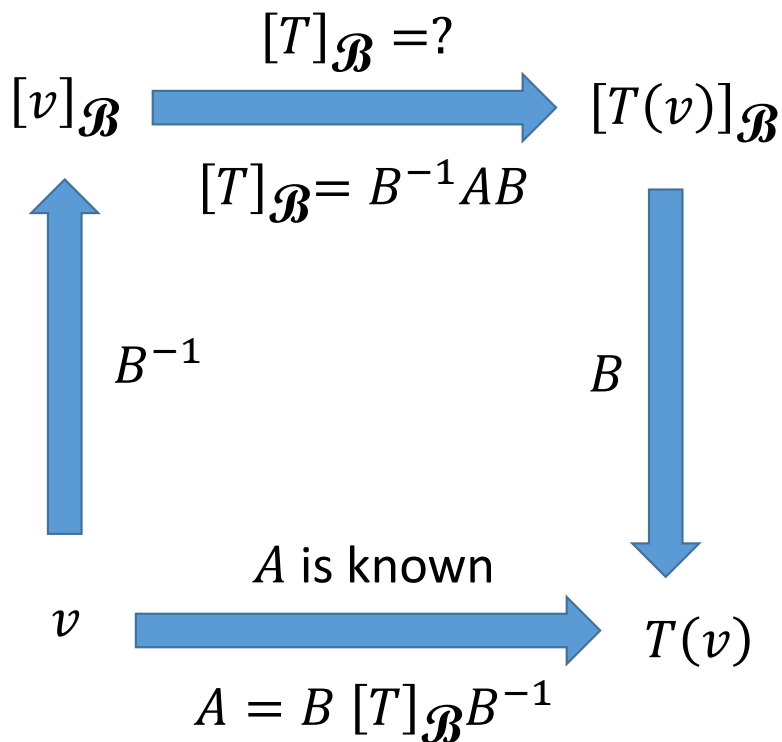 [T]𝓑 =?
[v]𝓑
[T(v)]𝓑
[T]𝓑= B⁻¹AB
B⁻¹
B
A is known
v
T(v)
A = B [T]𝓑B⁻¹